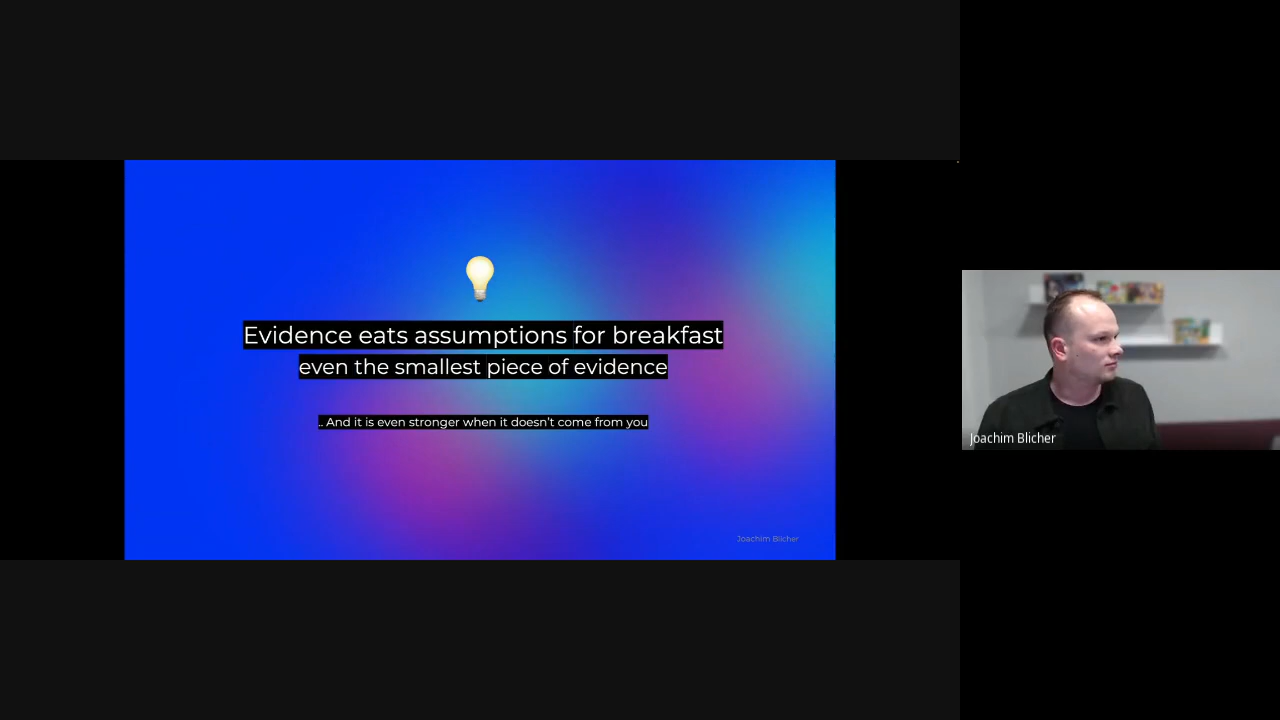 Evidence eats assumptions for breakfast
even the smallest piece of evidence
.. And it is even stronger when it doesn't come from you
Joachim Blicher
Joachim Blicher